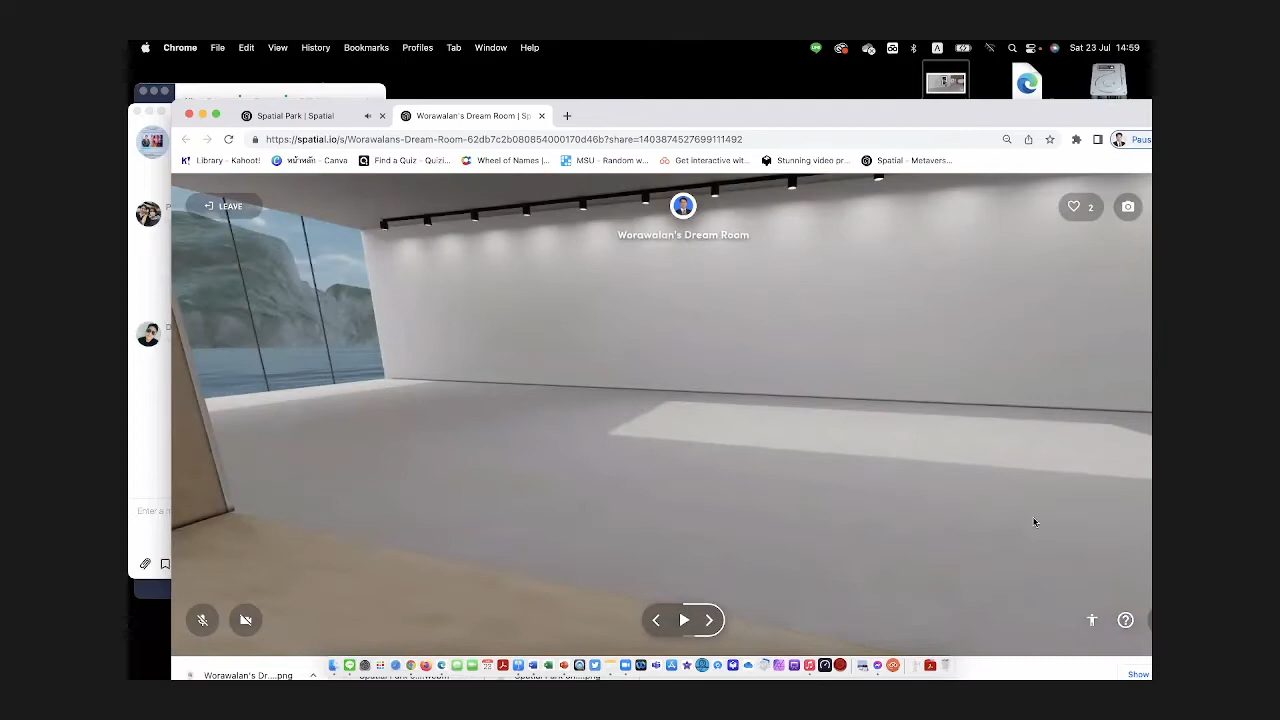 Chrome File Edit View History Bookmarks Profiles Tab Window Help
A Sat 23 Jul 14:59
Spatial Park | Spatial
Worawalan's Dream Room | Sp
https://spatial.io/s/Worawalans-Dream-Room-62db7c2b080854000170d46b?share=1403874527699111492
Paus
Library - Kahoot!
หน้าหลัก - Canva
Find a Quiz - Quizi...
Wheel of Names |...
MSU - Random w...
Get interactive wit...
Stunning video pr...
Spatial - Metavers...
LEAVE
2
Worawalan's Dream Room
Enter a m
Worawalan's Dr....png
Show